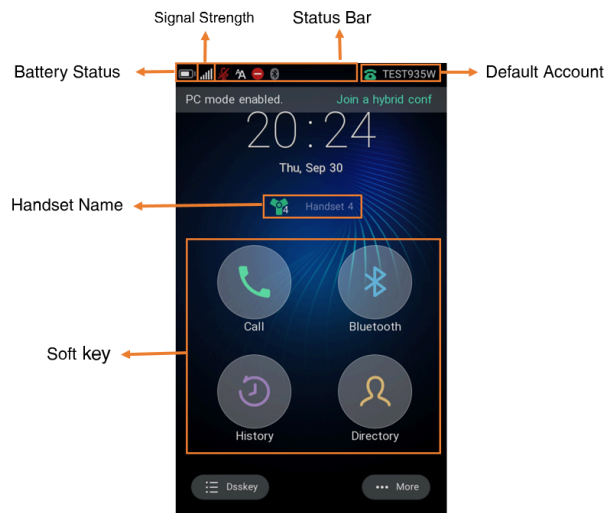 Signal Strength
Status Bar
Battery Status
TEST935W
Default Account
PC mode enabled. Join a hybrid conf
20:24
Thu, Sep 30
Handset Name
4 Handset 4
Call Bluetooth
Soft key
History Directory
Dsskey ••• More